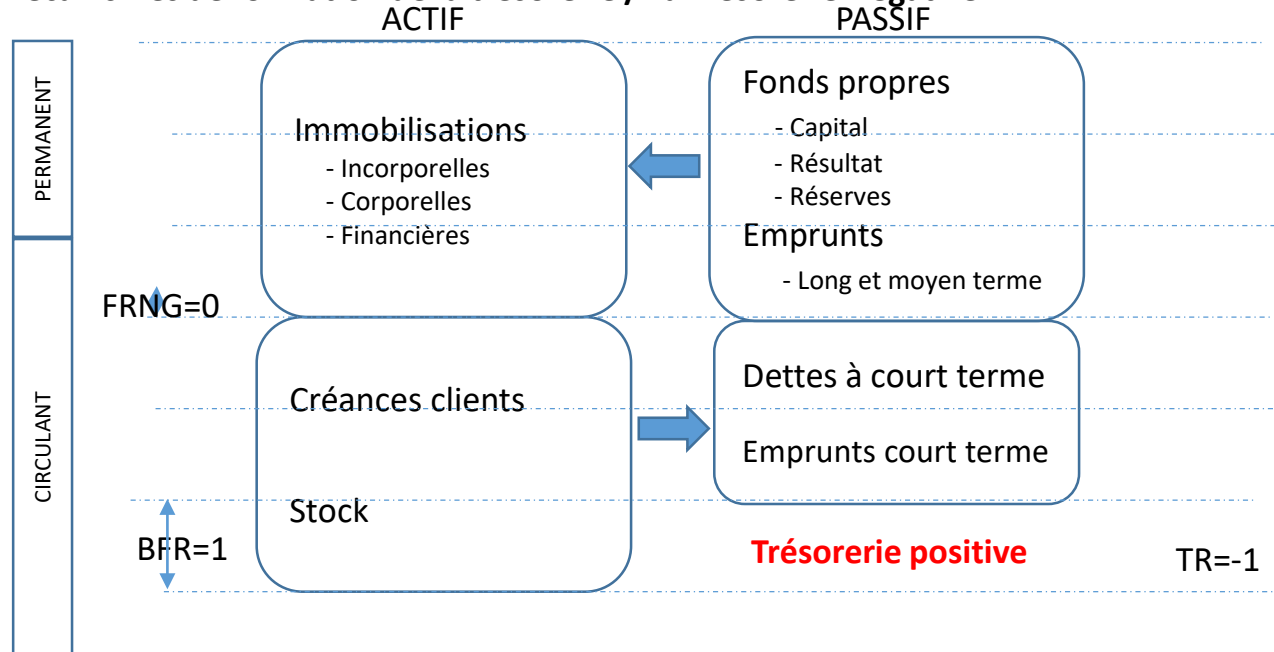 ACTIF
PASSIF
PERMANENT
Immobilisations
- Incorporelles
- Corporelles
- Financières
Fonds propres
- Capital
- Résultat
- Réserves
Emprunts
- Long et moyen terme
FRNG=0
CIRCULANT
Créances clients
Stock
Dettes à court terme
Emprunts court terme
BFR=1
Trésorerie positive
TR=-1